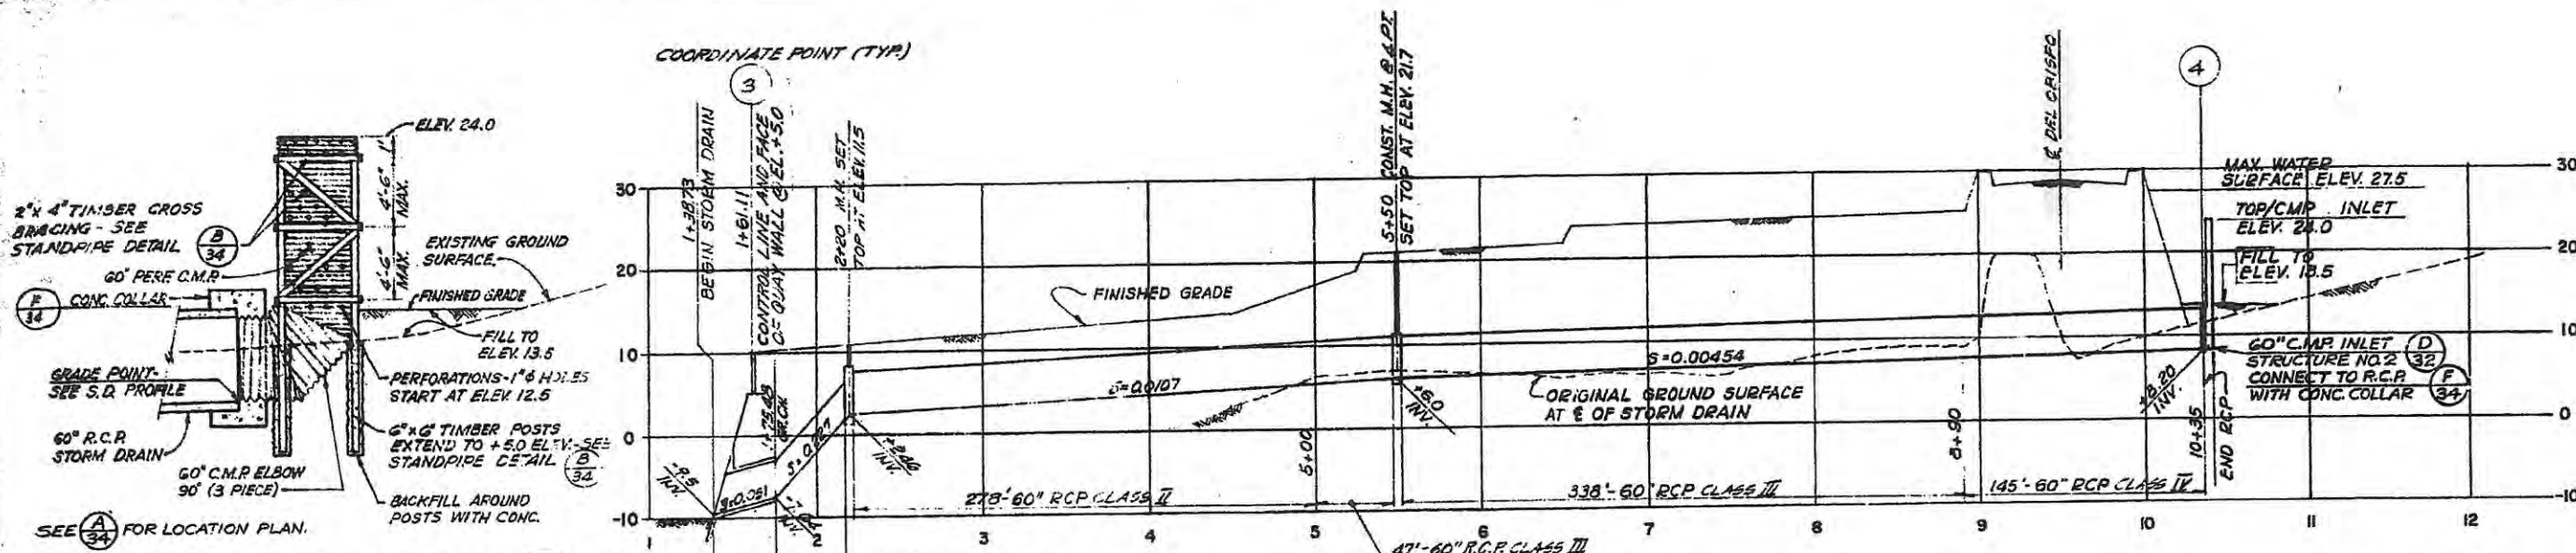 COORDINATE POINT (TYP.)
3
4
ELEV. 24.0
1"
4'-6"
MAX.
4'-6"
MAX.
2"x 4" TIMBER CROSS
BRACING - SEE
STANDPIPE DETAIL
B
34
60" PERF. C.M.P.
F
34
CONC. COLLAR
EXISTING GROUND
SURFACE
FINISHED GRADE
FILL TO
ELEV. 13.5
GRADE POINT-
SEE S.D. PROFILE
PERFORATIONS-1"ϕ HOLES
START AT ELEV. 12.5
60" R.C.P.
STORM DRAIN
6"x6" TIMBER POSTS
EXTEND TO +5.0 ELEV.-SEE
STANDPIPE DETAIL
B
34
60" C.M.P. ELBOW
90° (3 PIECE)
BACKFILL AROUND
POSTS WITH CONC.
SEE A
34
FOR LOCATION PLAN.
1+38.73
BEGIN STORM DRAIN
1+61.11
CONTROL LINE AND FACE
OF QUAY WALL @ EL. +5.0
2+20 M.H. SET
TOP AT ELEV. 11.5
5+50 CONST. M.H. @ ∠ PT.
SET TOP AT ELEV. 21.7
℄ DEL OBISPO
30
20
10
0
-10
30
20
10
0
-10
MAX. WATER
SURFACE ELEV. 27.5
TOP/CMP INLET
ELEV. 24.0
FILL TO
ELEV. 13.5
60" C.M.P. INLET
STRUCTURE NO. 2
D
32
CONNECT TO R.C.P.
WITH CONC. COLLAR
F
34
FINISHED GRADE
S=0.0107
S=0.00454
ORIGINAL GROUND SURFACE
AT ℄ OF STORM DRAIN
+6.0
INV.
+8.20
INV.
-9.5
INV.
INV.
INV.
5+00
8+90
10+35
END RCP
278'-60" RCP CLASS II
338'-60" RCP CLASS III
145'-60" RCP CLASS IV
1
2
3
4
5
6
7
8
9
10
11
12
47'-60" R.C.P. CLASS III